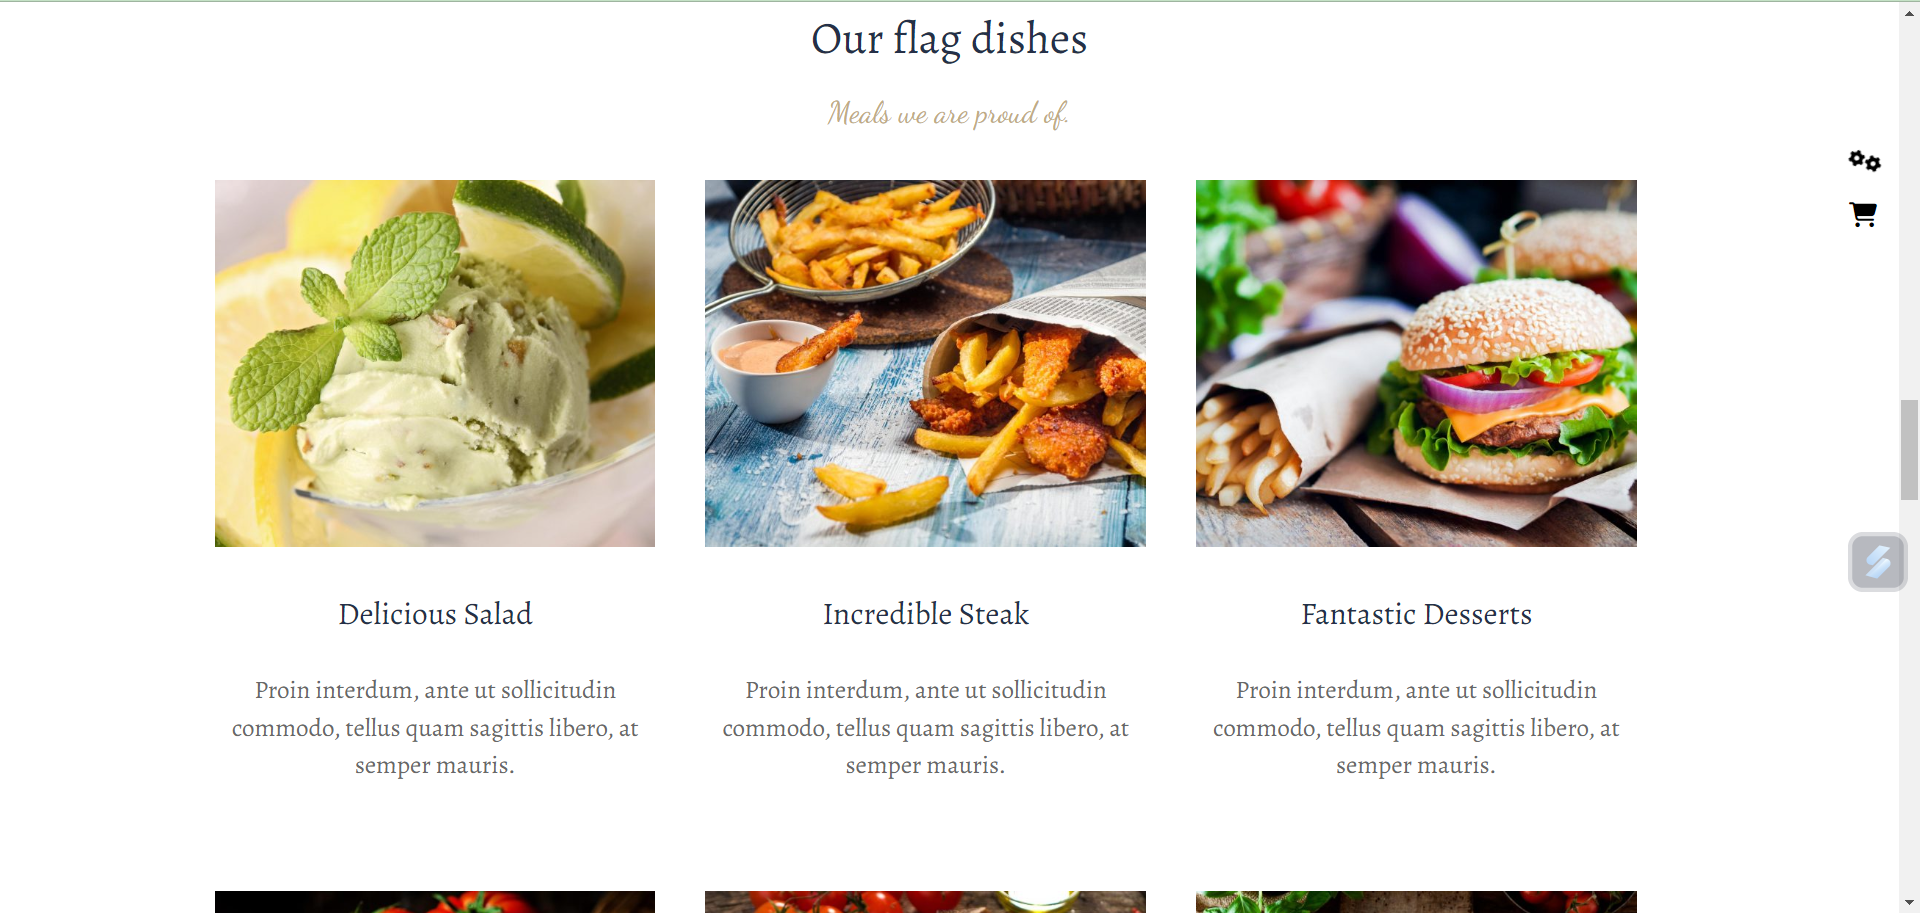 Our flag dishes
Meals we are proud of.
Delicious Salad
Proin interdum, ante ut sollicitudin
commodo, tellus quam sagittis libero, at
semper mauris.
Incredible Steak
Proin interdum, ante ut sollicitudin
commodo, tellus quam sagittis libero, at
semper mauris.
Fantastic Desserts
Proin interdum, ante ut sollicitudin
commodo, tellus quam sagittis libero, at
semper mauris.